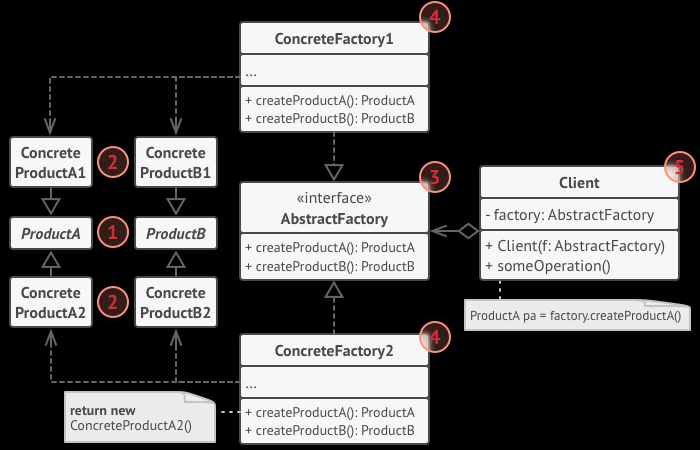 4
ConcreteFactory1
...
+ createProductA(): ProductA
+ createProductB(): ProductB
Concrete
ProductA1
2
Concrete
ProductB1
ProductA
1
ProductB
Concrete
ProductA2
2
Concrete
ProductB2
3
«interface»
AbstractFactory
+ createProductA(): ProductA
+ createProductB(): ProductB
5
Client
- factory: AbstractFactory
+ Client(f: AbstractFactory)
+ someOperation()
ProductA pa = factory.createProductA()
4
ConcreteFactory2
...
+ createProductA(): ProductA
+ createProductB(): ProductB
return new
ConcreteProductA2()